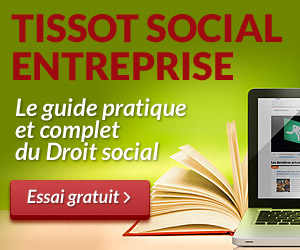 TISSOT SOCIAL
ENTREPRISE
Le guide pratique
et complet
du Droit social
Essai gratuit >